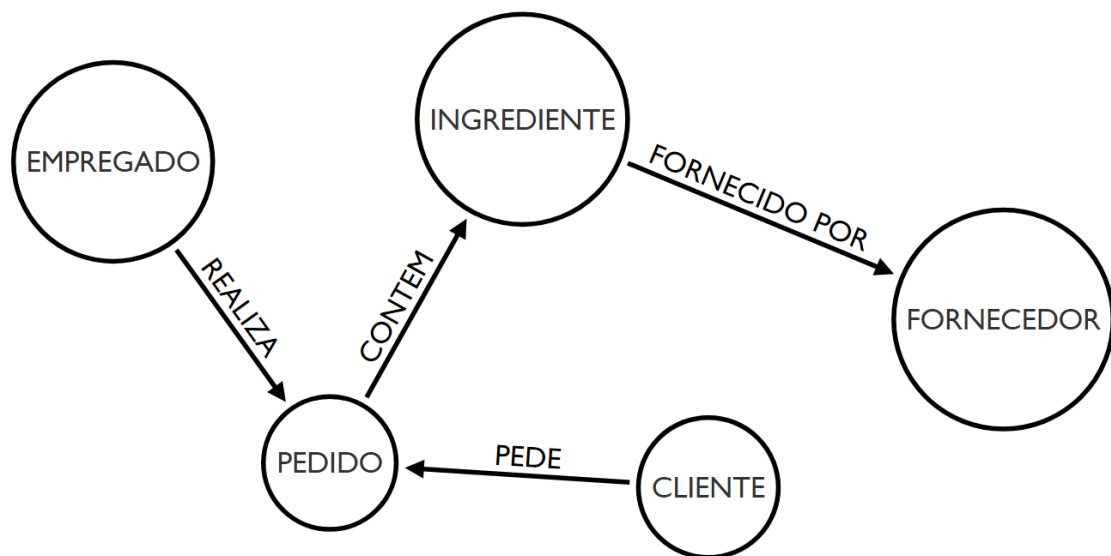 INGREDIENTE
EMPREGADO
FORNECIDO POR
REALIZA
CONTEM
FORNECEDOR
PEDIDO
PEDE
CLIENTE